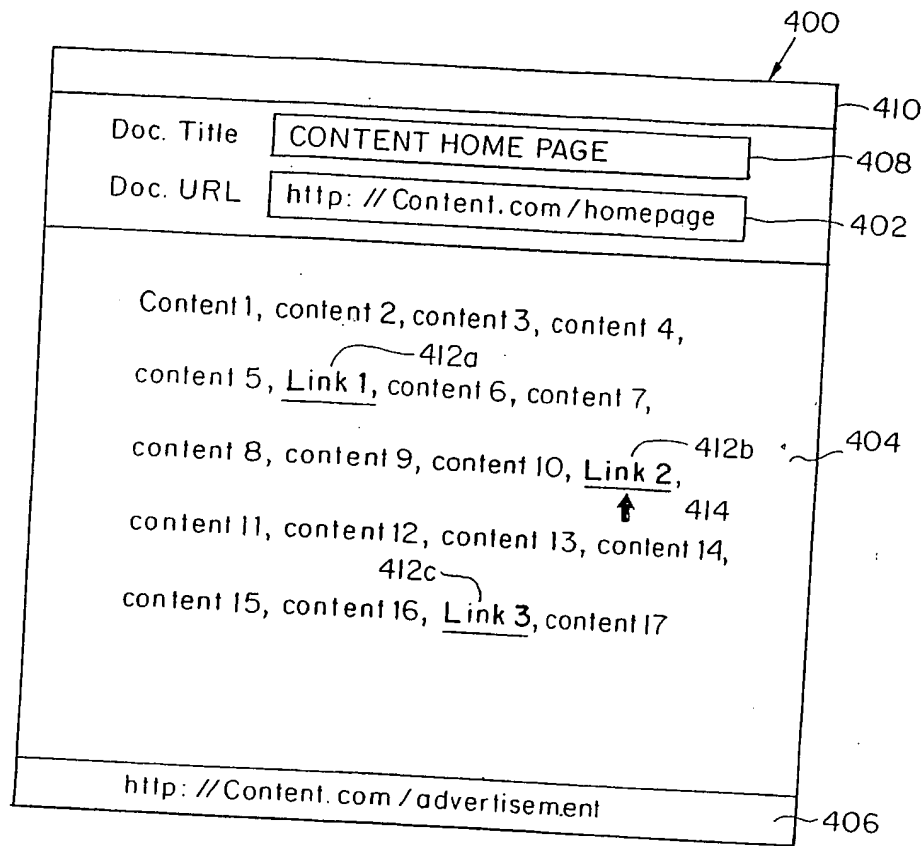 400
410
Doc. Title CONTENT HOME PAGE
408
Doc. URL http: //Content.com/homepage
402
Content 1, content 2, content 3, content 4,
412a
content 5, Link 1, content 6, content 7,
412b
404
content 8, content 9, content 10, Link 2,
414
content 11, content 12, content 13, content 14,
412c
content 15, content 16, Link 3, content 17
http: //Content.com/advertisement
406